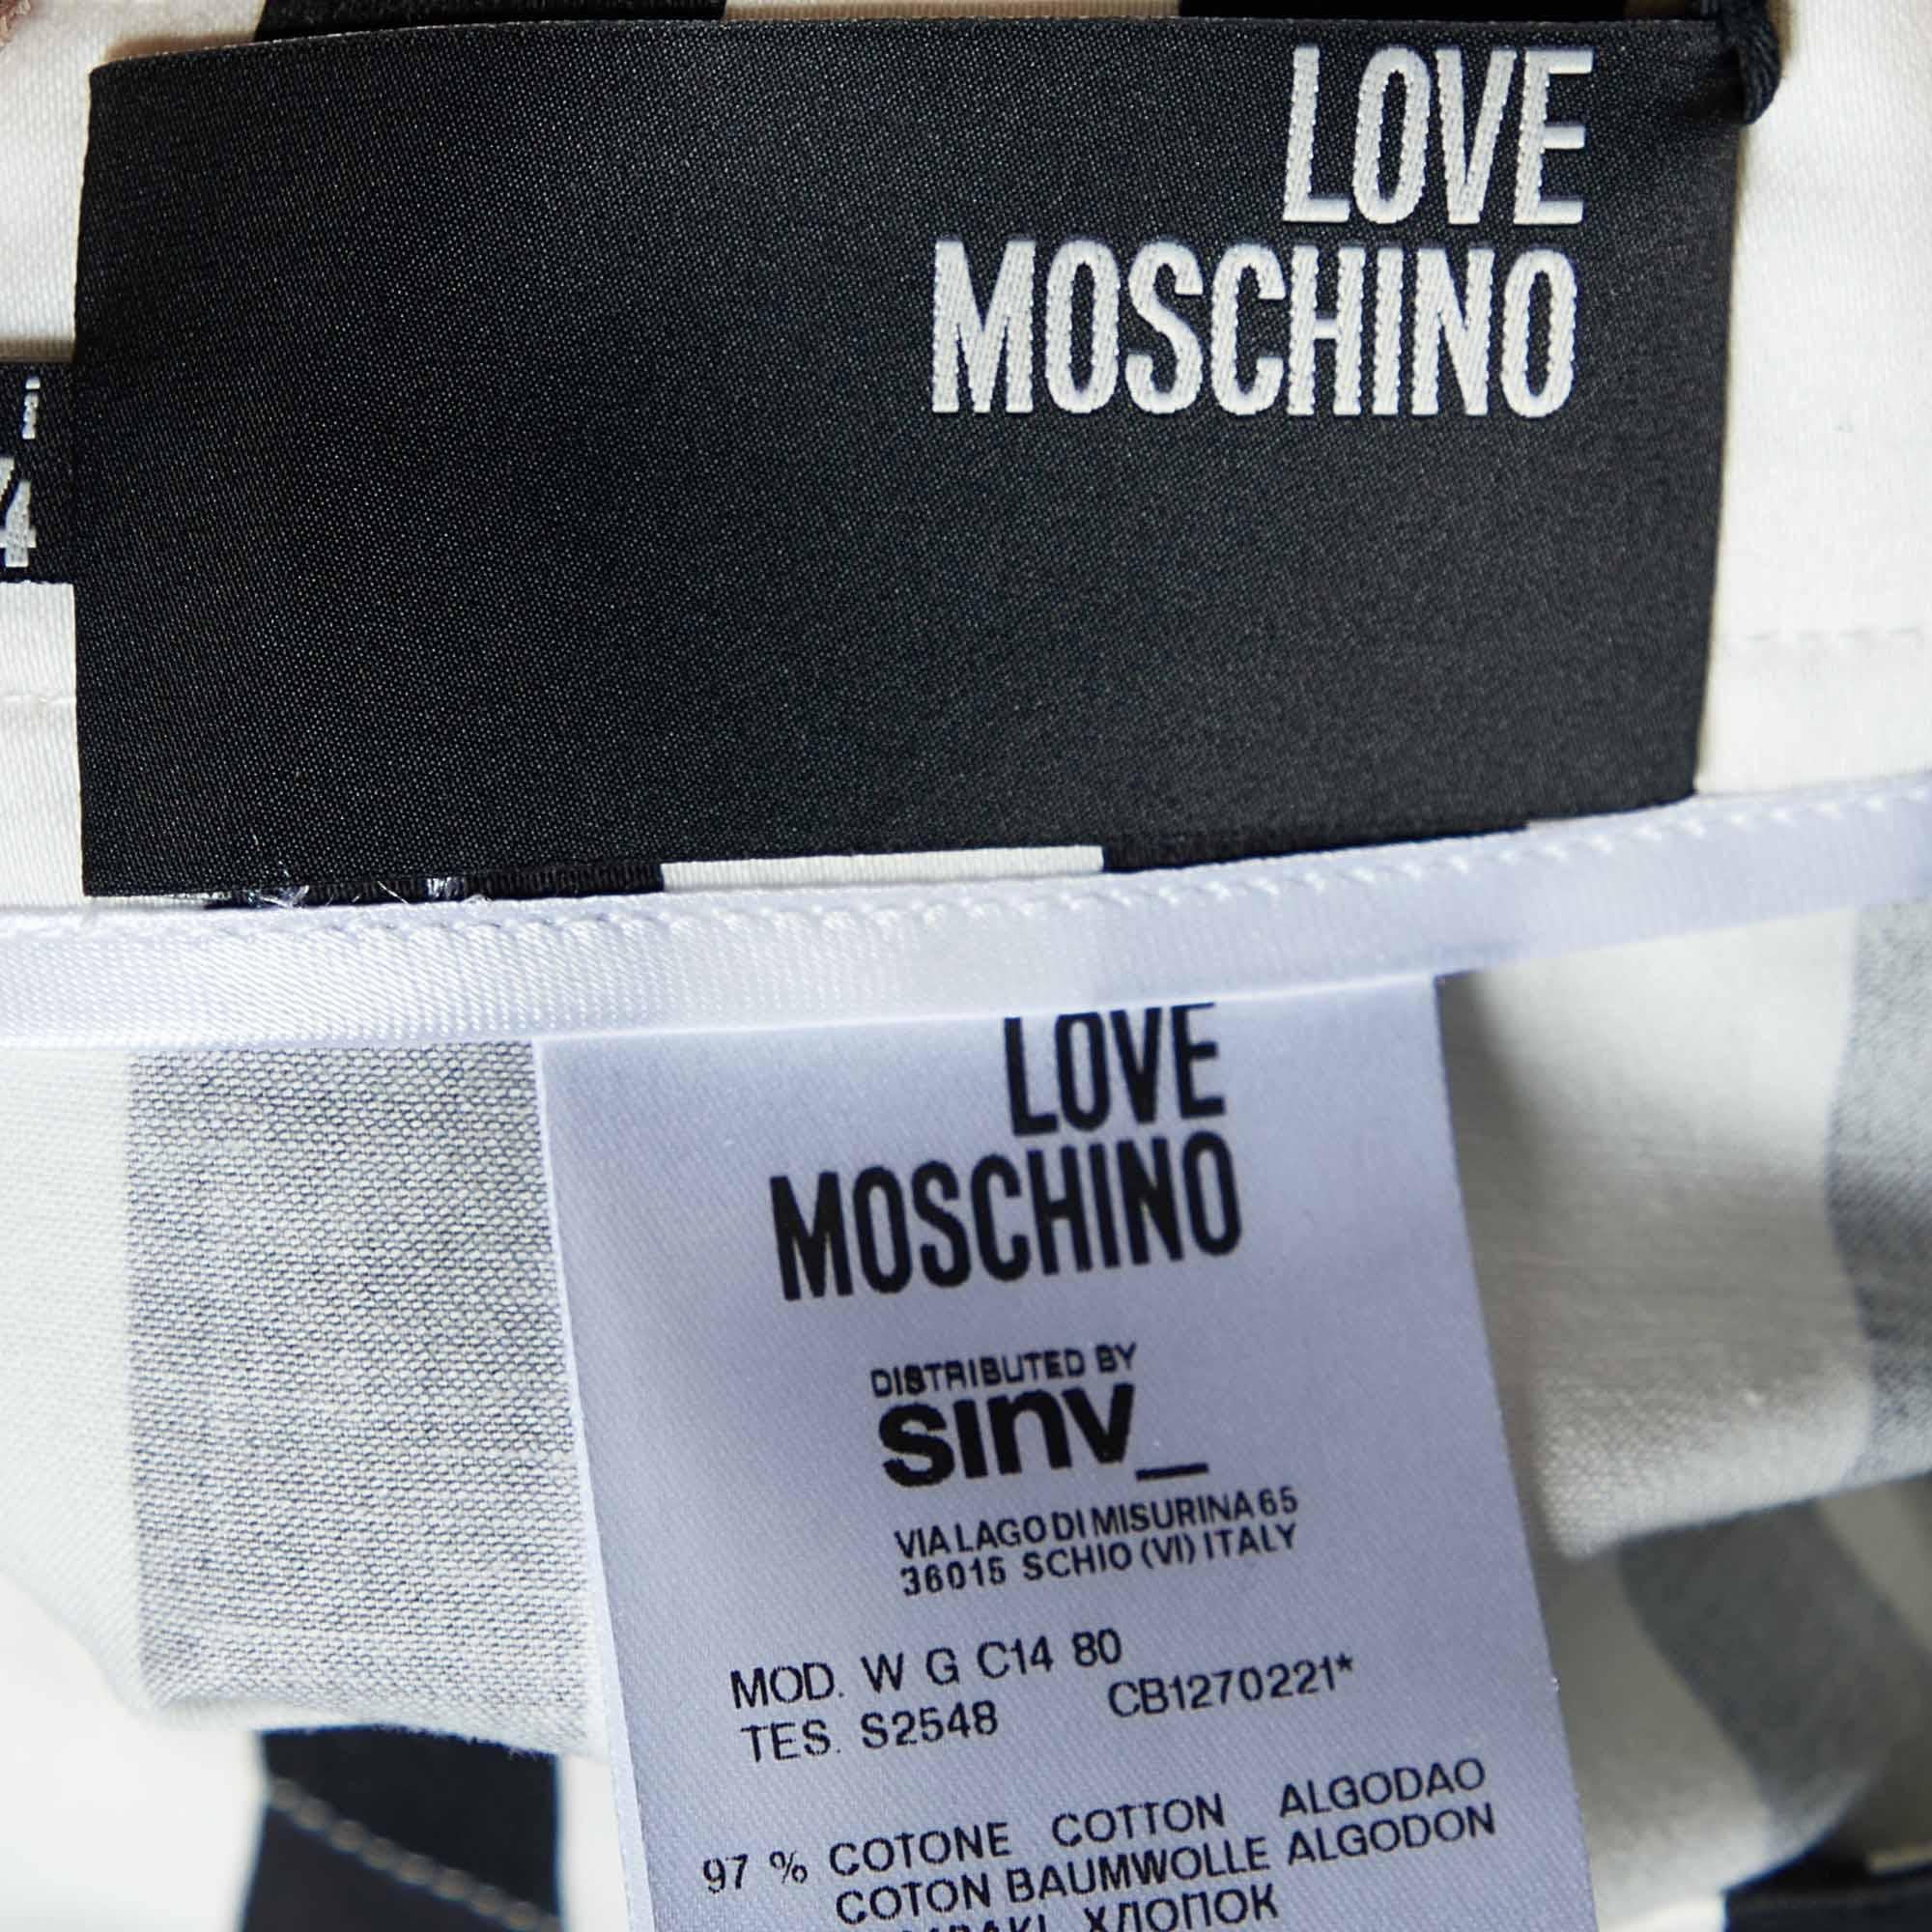 LOVE
MOSCHINO
i
4
LOVE
MOSCHINO
DISTRIBUTED BY
sinv_
VIA LAGO DI MISURINA 65
36015 SCHIO (VI) ITALY
MOD. W G C14 80
TES. S2548 CB1270221*
97 % COTONE COTTON ALGODAO
COTON BAUMWOLLE ALGODON
ХЛОПОК